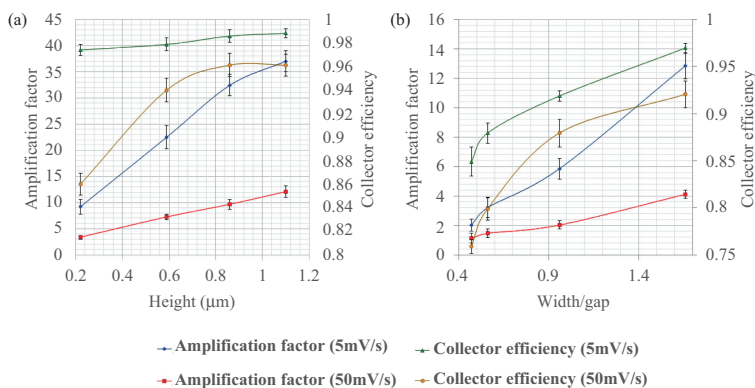 (a)
45
40
35
30
25
20
15
10
5
0
Amplification factor
1
0.98
0.96
0.94
0.92
0.9
0.88
0.86
0.84
0.82
0.8
Collector efficiency
0.2 0.4 0.6 0.8 1 1.2
Height (μm)
(b)
16
14
12
10
8
6
4
2
0
Amplification factor
1
0.95
0.9
0.85
0.8
0.75
Collector efficiency
0.4 0.9 1.4
Width/gap
Amplification factor (5mV/s)
Collector efficiency (5mV/s)
Amplification factor (50mV/s)
Collector efficiency (50mV/s)